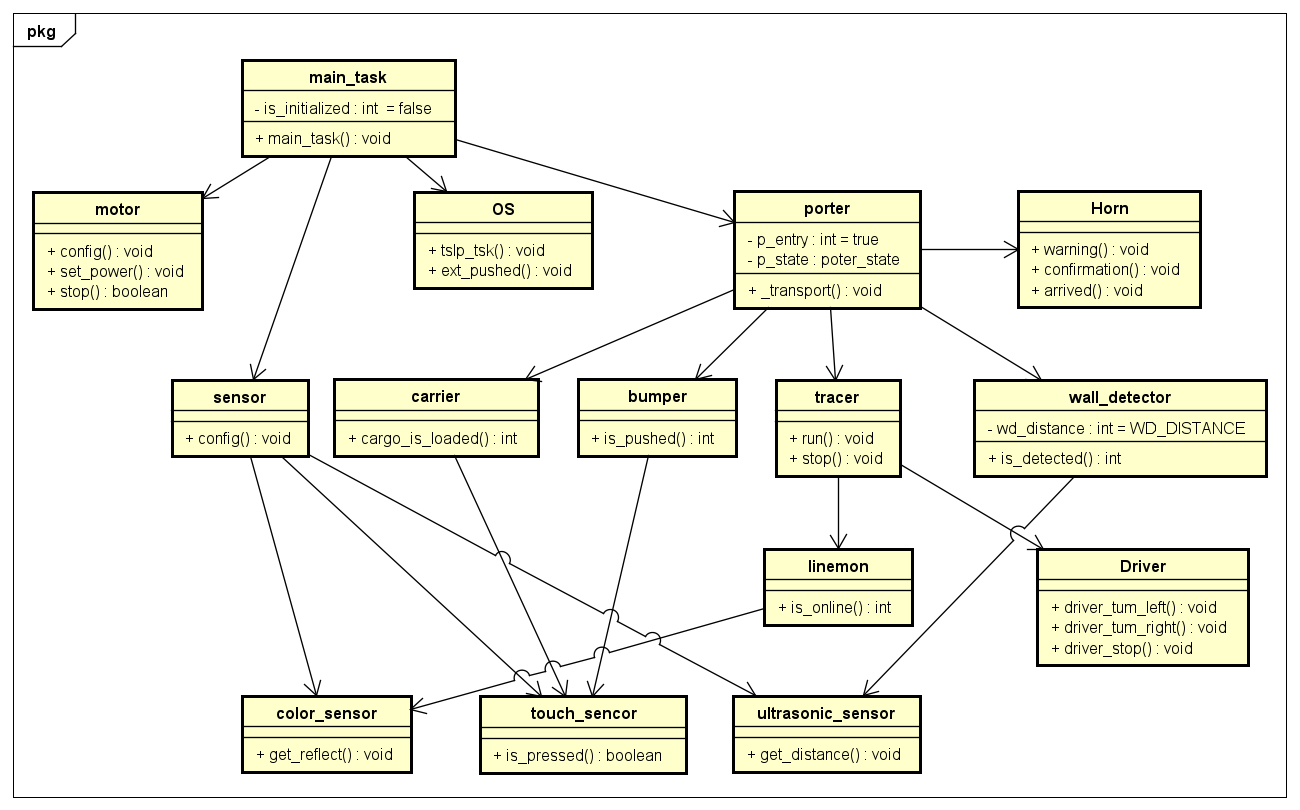 pkg
main_task
- is_initialized : int = false
+ main_task() : void
motor
+ config() : void
+ set_power() : void
+ stop() : boolean
OS
+ tslp_tsk() : void
+ ext_pushed() : void
porter
- p_entry : int = true
- p_state : poter_state
+ _transport() : void
Horn
+ warning() : void
+ confirmation() : void
+ arrived() : void
sensor
+ config() : void
carrier
+ cargo_is_loaded() : int
bumper
+ is_pushed() : int
tracer
+ run() : void
+ stop() : void
wall_detector
- wd_distance : int = WD_DISTANCE
+ is_detected() : int
linemon
+ is_online() : int
Driver
+ driver_tum_left() : void
+ driver_tum_right() : void
+ driver_stop() : void
color_sensor
+ get_reflect() : void
touch_sencor
+ is_pressed() : boolean
ultrasonic_sensor
+ get_distance() : void